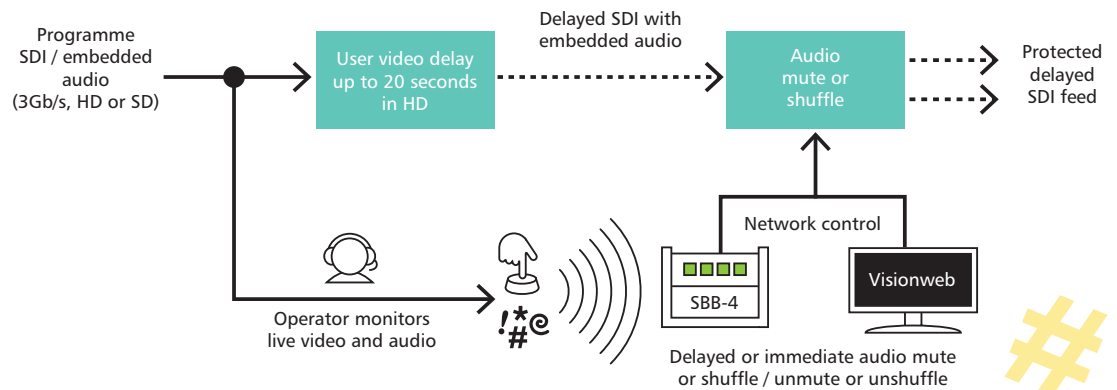 Programme
SDI / embedded
audio
(3Gb/s, HD or SD)
User video delay
up to 20 seconds
in HD
Delayed SDI with
embedded audio
Audio
mute or
shuffle
Protected
delayed
SDI feed
Network control
Operator monitors
live video and audio
!*#@
SBB-4
Visionweb
Delayed or immediate audio mute
or shuffle / unmute or unshuffle
#